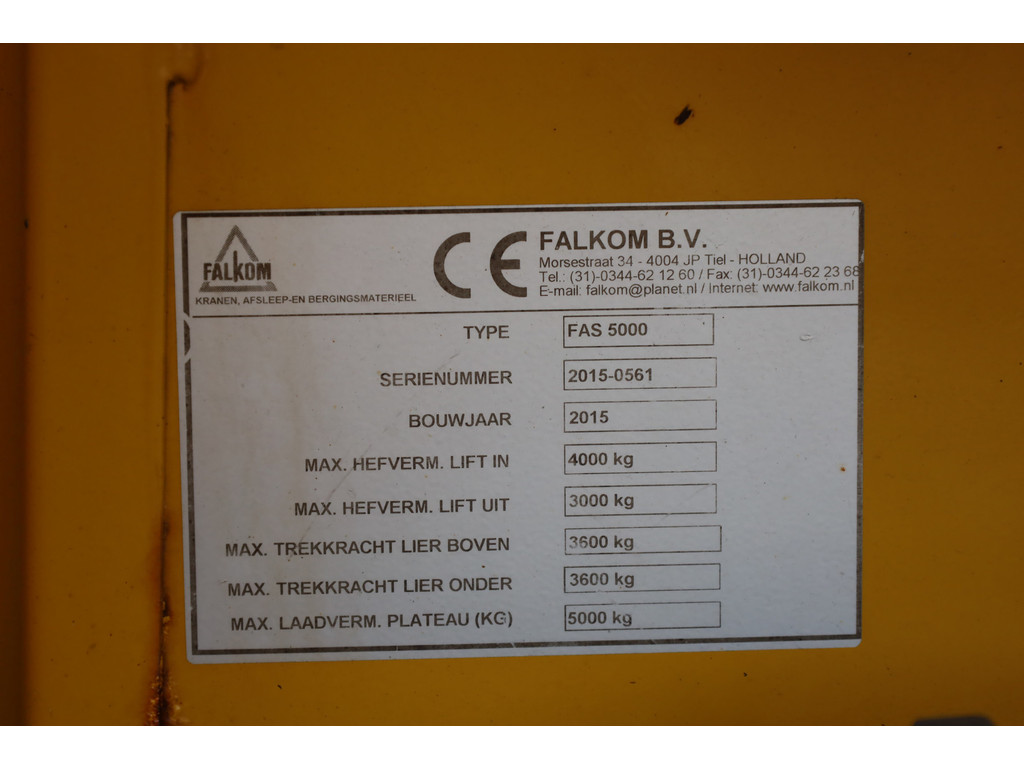 FALKOM
KRANEN, AFSLEEP-EN BERGINGSMATERIEEL
CE
FALKOM B.V.
Morsestraat 34 - 4004 JP Tiel - HOLLAND
Tel.: (31)-0344-62 12 60 / Fax: (31)-0344-62 23 68
E-mail: falkom@planet.nl / Internet: www.falkom.nl
TYPE FAS 5000
SERIENUMMER 2015-0561
BOUWJAAR 2015
MAX. HEFVERM. LIFT IN 4000 kg
MAX. HEFVERM. LIFT UIT 3000 kg
MAX. TREKKRACHT LIER BOVEN 3600 kg
MAX. TREKKRACHT LIER ONDER 3600 kg
MAX. LAADVERM. PLATEAU (KG) 5000 kg